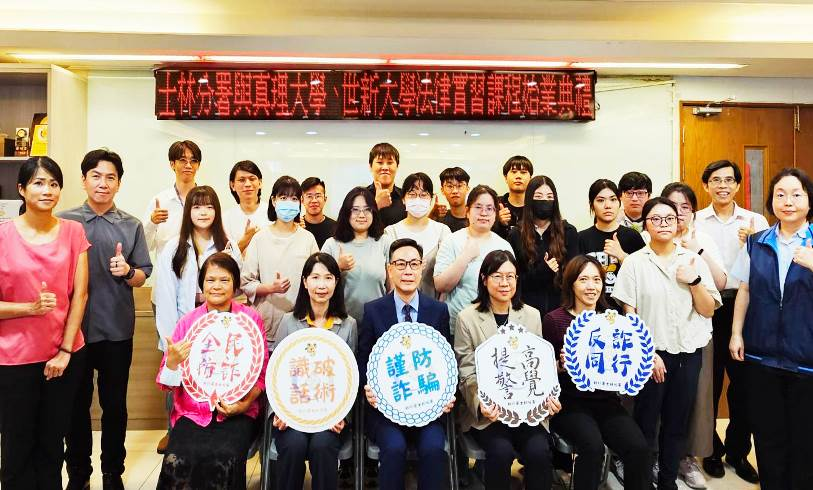 士林分署與真理大學、世新大學法律實習課程始業典禮
全民
防詐
識破
話術
謹防
詐騙
提高
警覺
反詐
同行